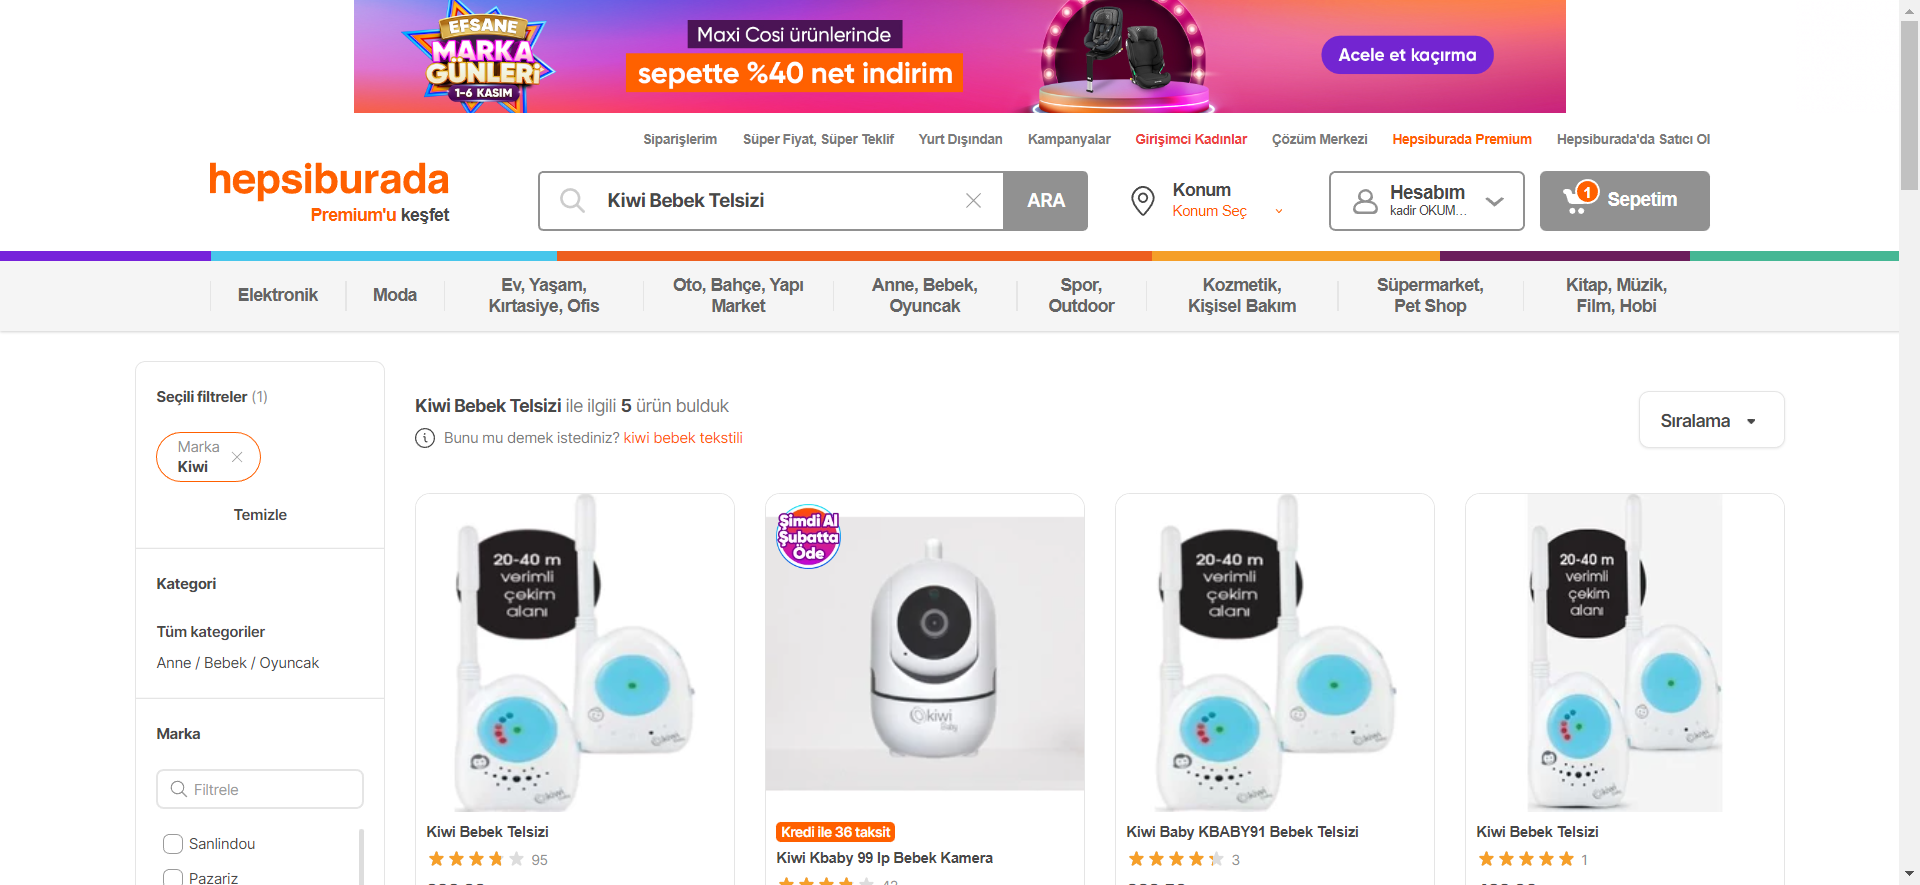 EFSANE
MARKA
GÜNLERİ
1-6 KASIM
Maxi Cosi ürünlerinde
sepette %40 net indirim
Acele et kaçırma
Siparişlerim
Süper Fiyat, Süper Teklif
Yurt Dışından
Kampanyalar
Girişimci Kadınlar
Çözüm Merkezi
Hepsiburada Premium
Hepsiburada'da Satıcı Ol
hepsiburada
Premium'u keşfet
Kiwi Bebek Telsizi
ARA
Konum
Konum Seç
Hesabım
kadir OKUM...
1
Sepetim
Elektronik
Moda
Ev, Yaşam,
Kırtasiye, Ofis
Oto, Bahçe, Yapı
Market
Anne, Bebek,
Oyuncak
Spor,
Outdoor
Kozmetik,
Kişisel Bakım
Süpermarket,
Pet Shop
Kitap, Müzik,
Film, Hobi
Seçili filtreler (1)
Marka
Kiwi
Temizle
Kategori
Tüm kategoriler
Anne / Bebek / Oyuncak
Marka
Filtrele
Sanlindou
Pazariz
Kiwi Bebek Telsizi ile ilgili 5 ürün bulduk
Bunu mu demek istediniz? kiwi bebek tekstili
Sıralama
20-40 m
verimli
çekim
alanı
kiwi
Kiwi Bebek Telsizi
95
Şimdi Al
Şubatta
Öde
kiwi
Baby
Kredi ile 36 taksit
Kiwi Kbaby 99 Ip Bebek Kamera
20-40 m
verimli
çekim
alanı
kiwi
Kiwi Baby KBABY91 Bebek Telsizi
3
20-40 m
verimli
çekim
alanı
kiwi
Kiwi Bebek Telsizi
1